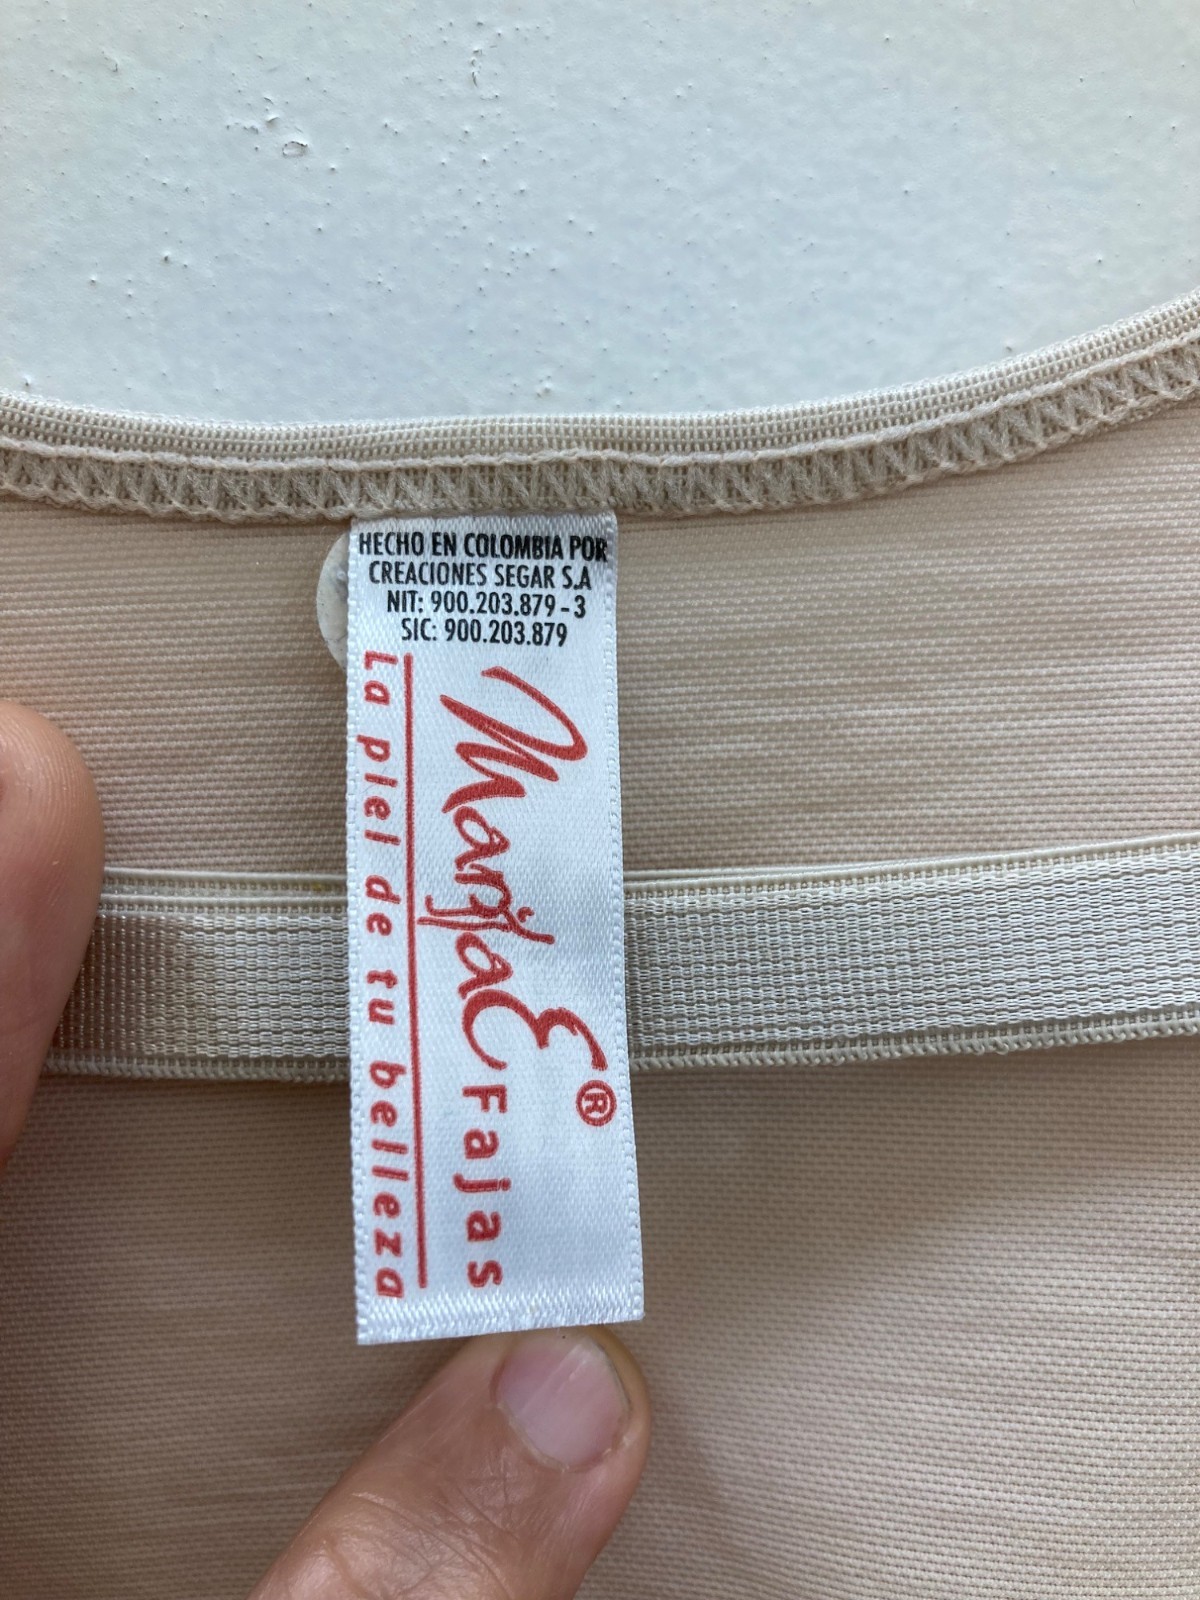 HECHO EN COLOMBIA POR
CREACIONES SEGAR S.A
NIT: 900.203.879-3
SIC: 900.203.879
MariaE®
Fajas
La piel de tu belleza